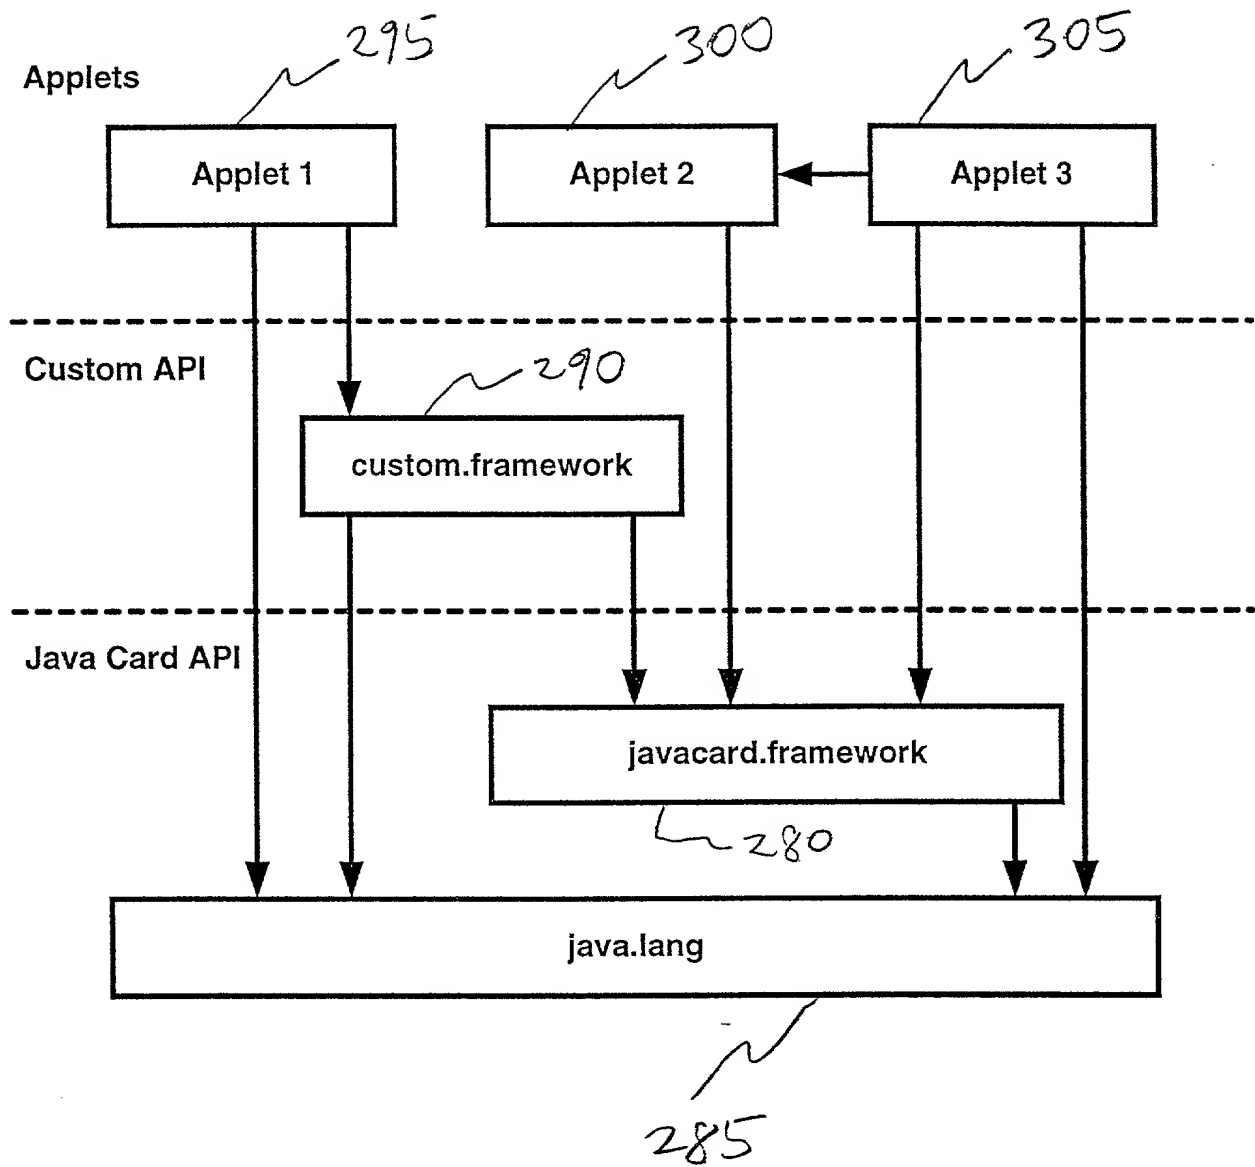 295
300
305
Applets
Applet 1
Applet 2
Applet 3
Custom API
290
custom.framework
Java Card API
javacard.framework
280
java.lang
285